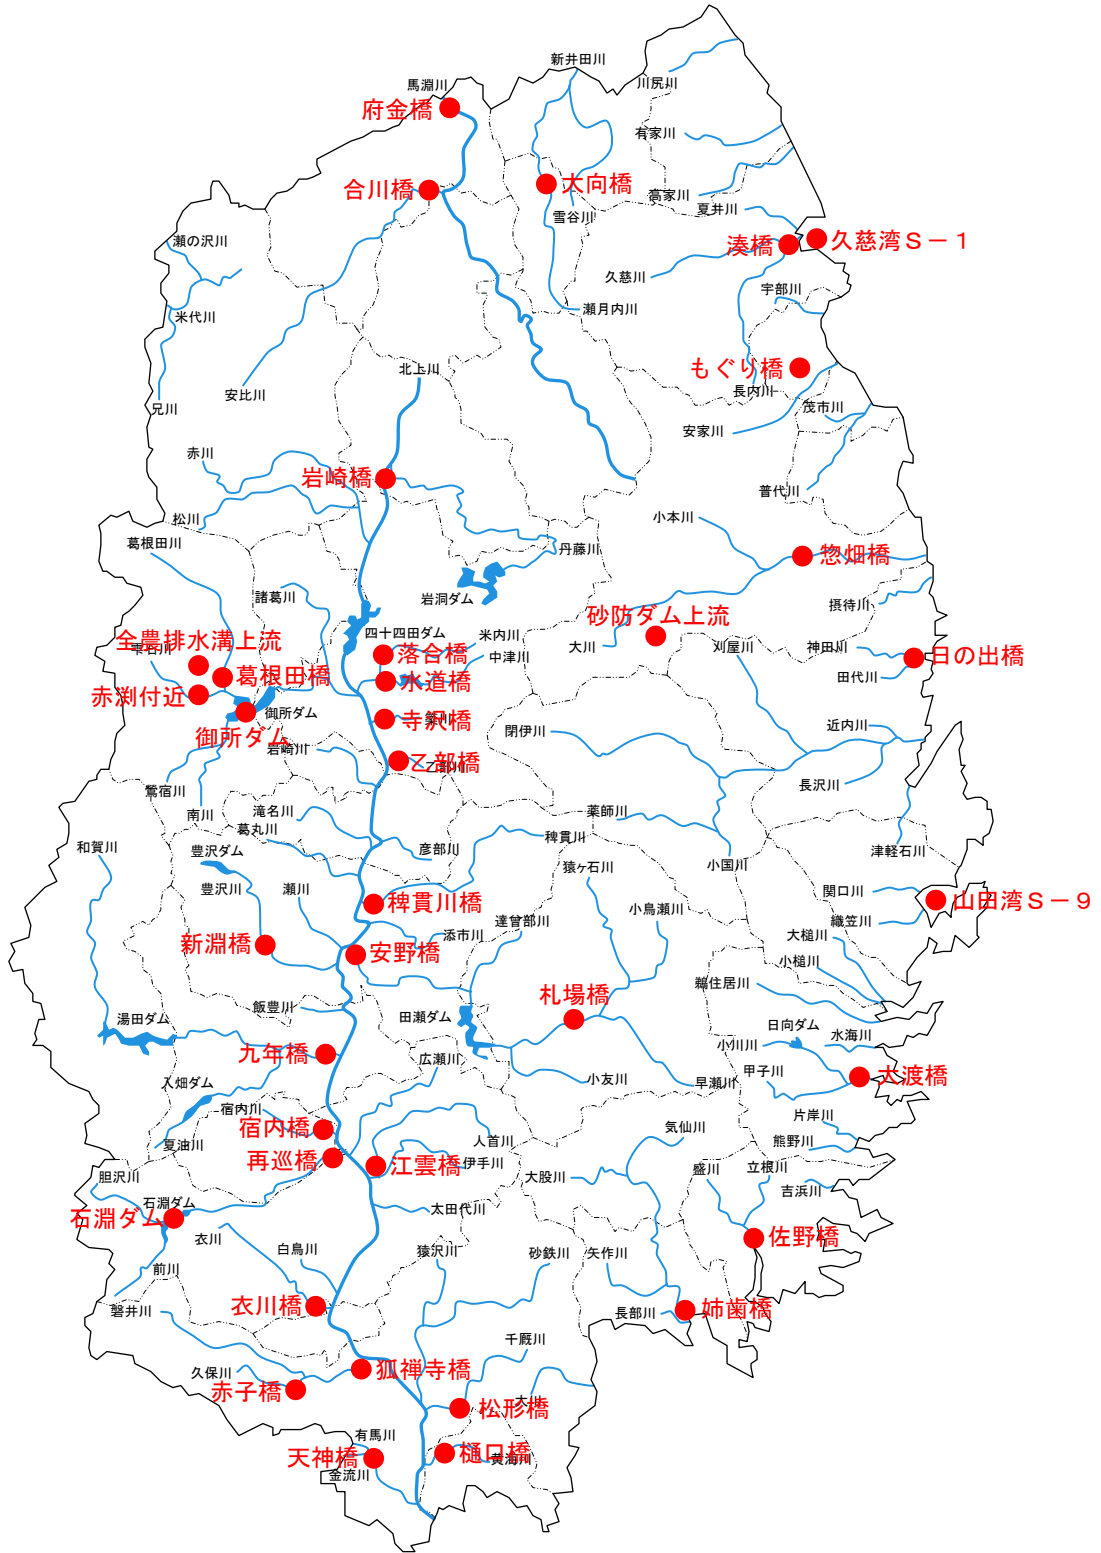 新井田川
馬淵川
川尻川
府金橋
有家川
合川橋
大向橋
高家川
夏井川
雪谷川
瀬の沢川
湊橋
久慈湾Ｓ－１
久慈川
宇部川
瀬月内川
米代川
もぐり橋
北上川
長内川
安比川
兄川
茂市川
安家川
赤川
岩崎橋
普代川
松川
小本川
葛根田川
丹藤川
惣畑橋
諸葛川
岩洞ダム
摂待川
砂防ダム上流
四十四田ダム
米内川
全農排水溝上流
雫石川
大川
刈屋川
神田川
落合橋
中津川
日の出橋
葛根田橋
水道橋
田代川
赤渕付近
御所ダム
寺沢橋
簗川
近内川
閉伊川
御所ダム
岩崎川
乙部橋
乙部川
鶯宿川
長沢川
南川
滝名川
薬師川
葛丸川
稗貫川
和賀川
豊沢ダム
彦部川
津軽石川
猿ヶ石川
小国川
豊沢川
瀬川
関口川
稗貫川橋
小烏瀬川
山田湾Ｓ－９
達曾部川
織笠川
添市川
大槌川
新淵橋
安野橋
小槌川
鵜住居川
札場橋
飯豊川
湯田ダム
田瀬ダム
日向ダム
水海川
小川川
九年橋
広瀬川
甲子川
大渡橋
入畑ダム
小友川
早瀬川
宿内川
片岸川
宿内橋
気仙川
夏油川
人首川
熊野川
再巡橋
江雲橋
伊手川
盛川
立根川
胆沢川
大股川
吉浜川
石淵ダム
石淵ダム
太田代川
衣川
佐野橋
白鳥川
猿沢川
砂鉄川
矢作川
前川
衣川橋
姉歯橋
磐井川
長部川
千厩川
久保川
狐禅寺橋
赤子橋
大川
松形橋
有馬川
天神橋
樋口橋
黄海川
金流川